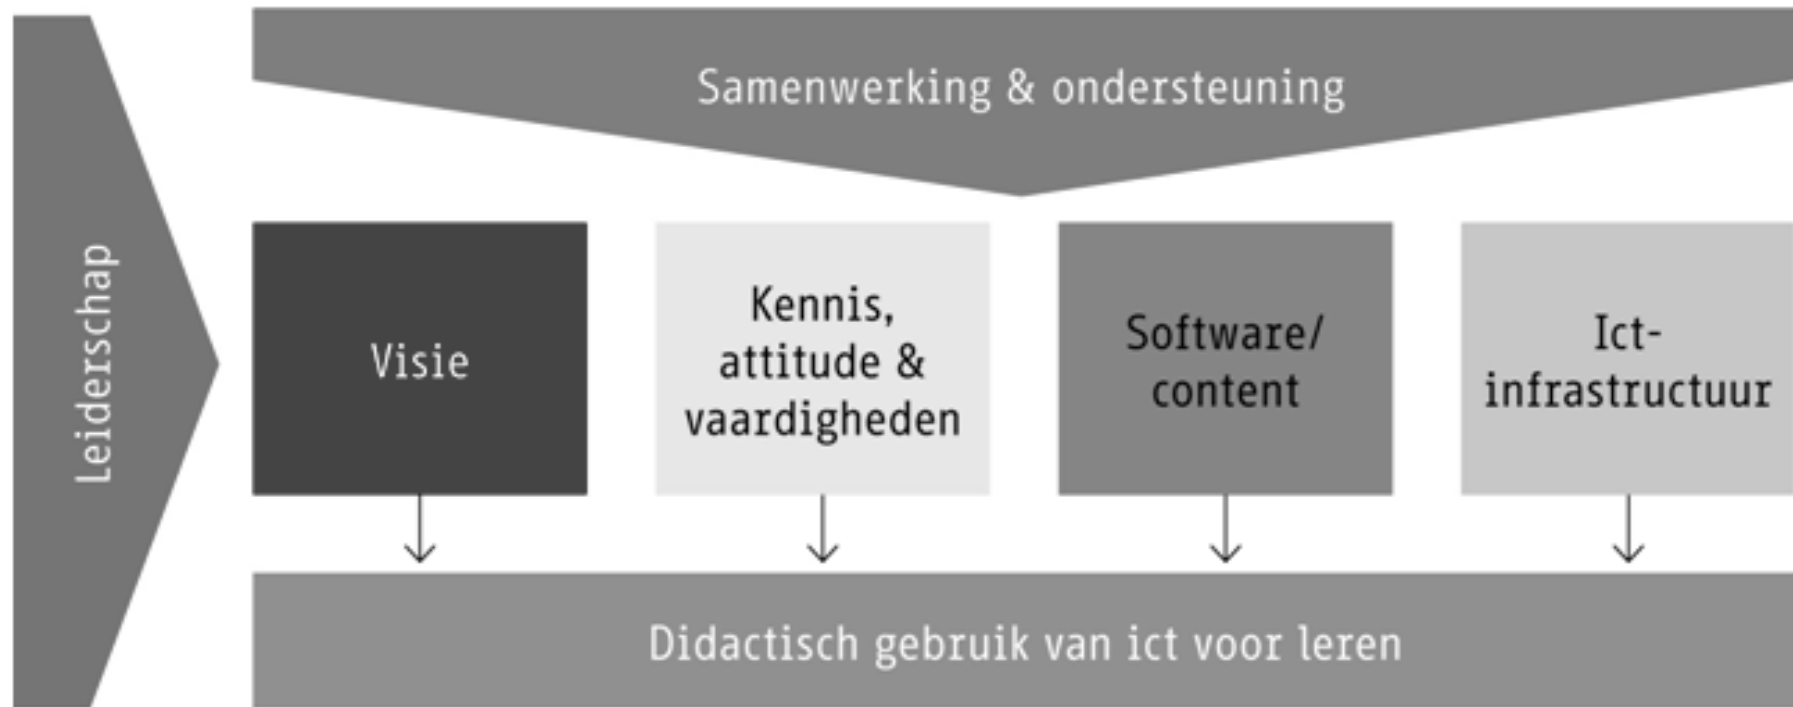 Leiderschap
Samenwerking & ondersteuning
Visie
Kennis,
attitude &
vaardigheden
Software/
content
Ict-
infrastructuur
Didactisch gebruik van ict voor leren